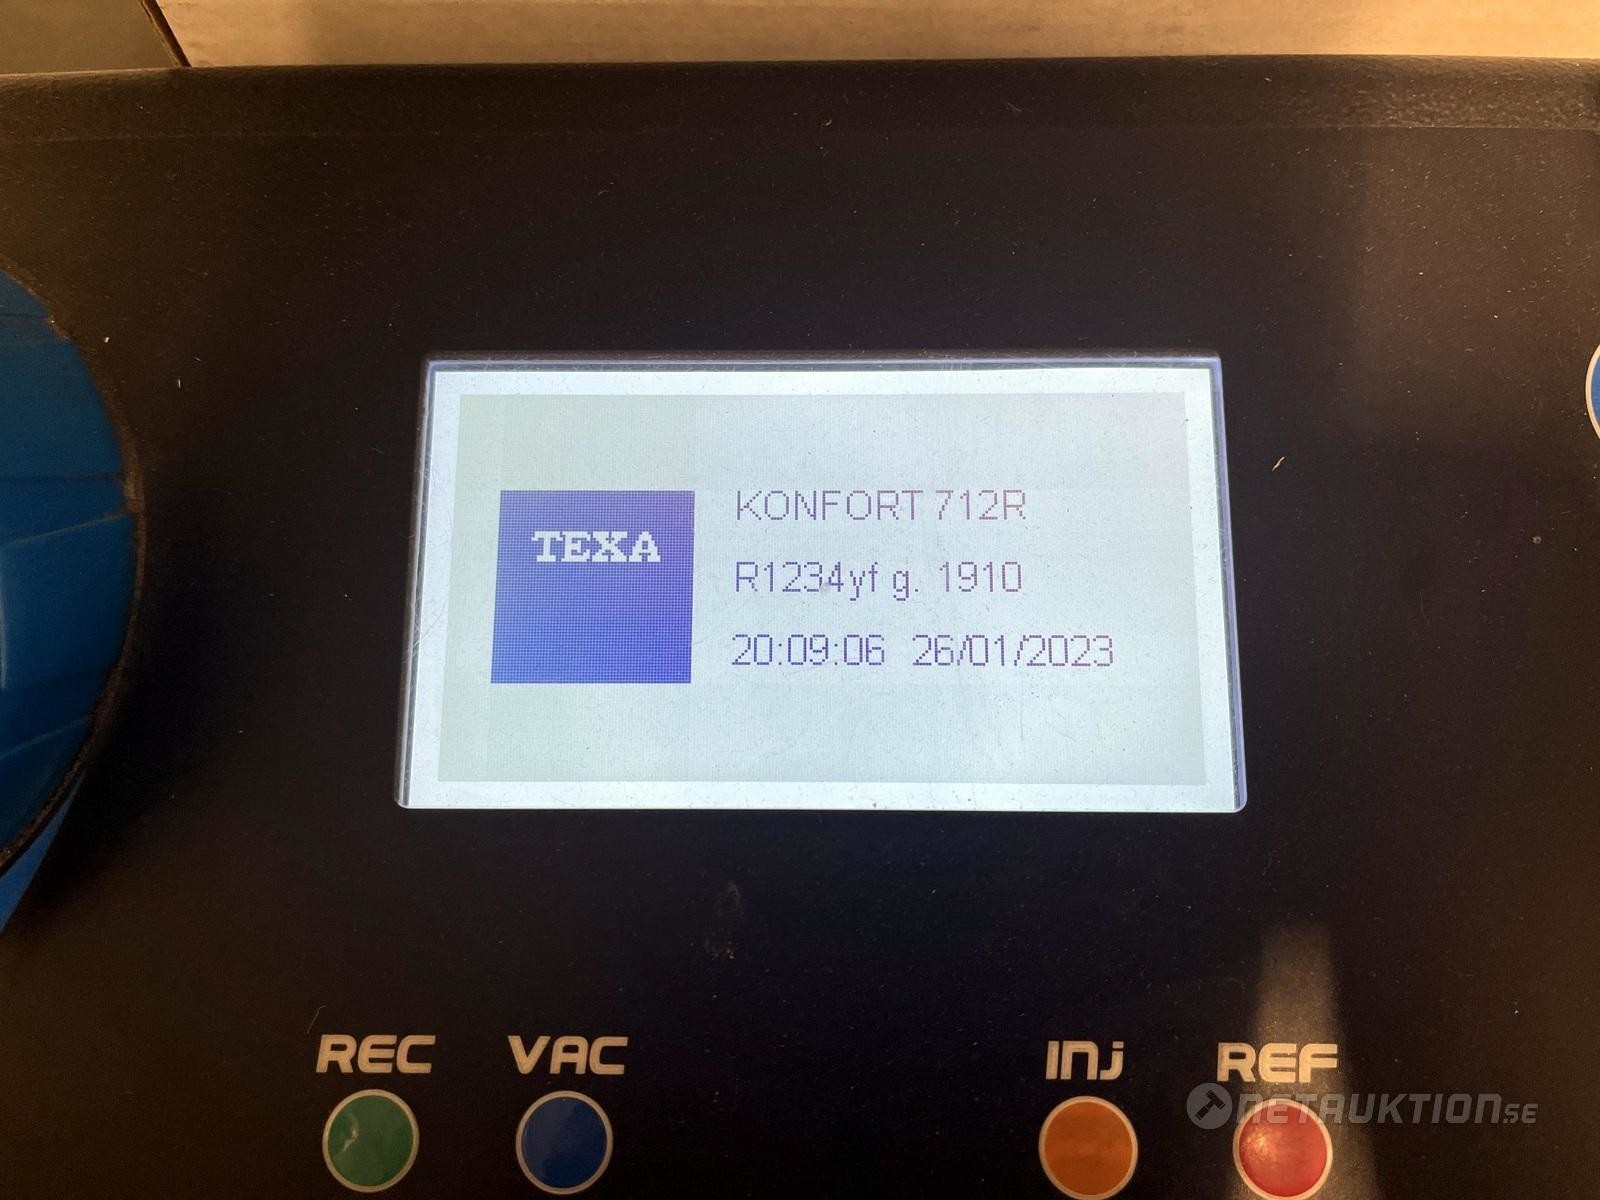 TEXA
KONFORT 712R
R1234yf g. 1910
20:09:06 26/01/2023
REC
VAC
INJ
REF
NETAUKTION.SE